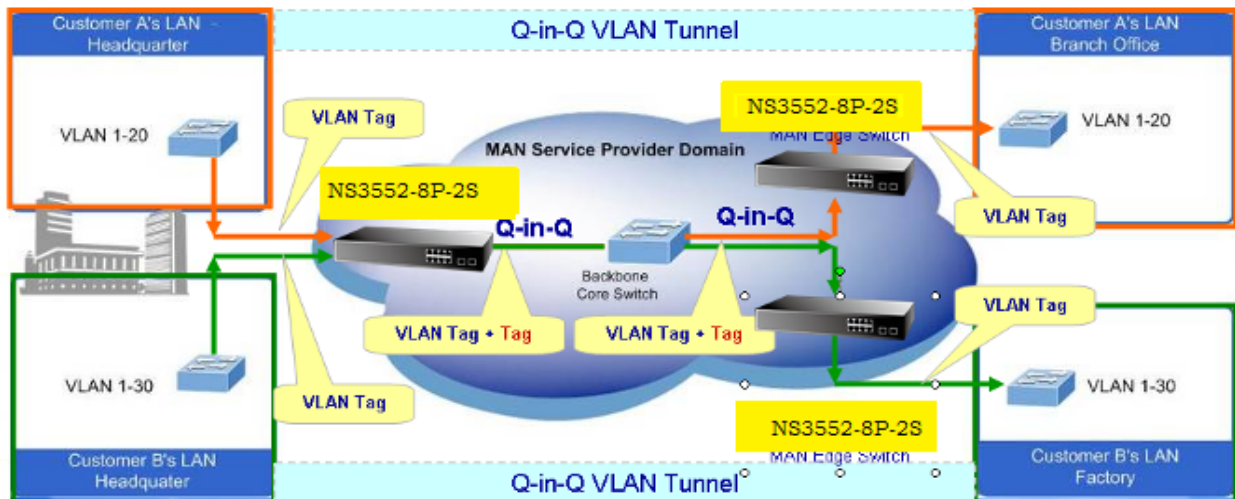 Customer A's LAN –
Headquarter
Q-in-Q VLAN Tunnel
Customer A's LAN
Branch Office
VLAN 1-20
VLAN Tag
NS3552-8P-2S
MAN Edge Switch
VLAN 1-20
MAN Service Provider Domain
NS3552-8P-2S
VLAN Tag
Q-in-Q
Q-in-Q
Backbone
Core Switch
VLAN Tag + Tag
VLAN Tag + Tag
VLAN Tag
VLAN 1-30
VLAN Tag
VLAN 1-30
NS3552-8P-2S
MAN Edge Switch
Customer B's LAN
Headquater
Q-in-Q VLAN Tunnel
Customer B's LAN
Factory